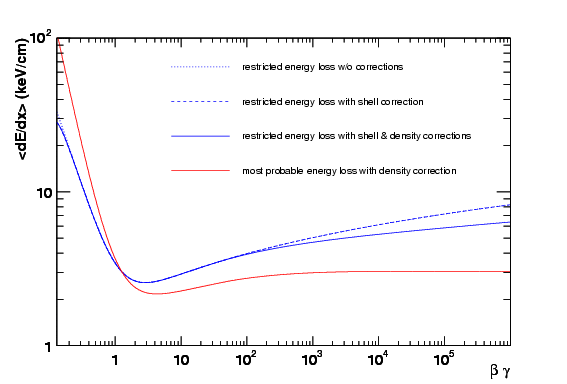 <dE/dx> (keV/cm)
10²
restricted energy loss w/o corrections
restricted energy loss with shell correction
restricted energy loss with shell & density corrections
most probable energy loss with density correction
10
1
1 10 10² 10³ 10⁴ 10⁵
β γ